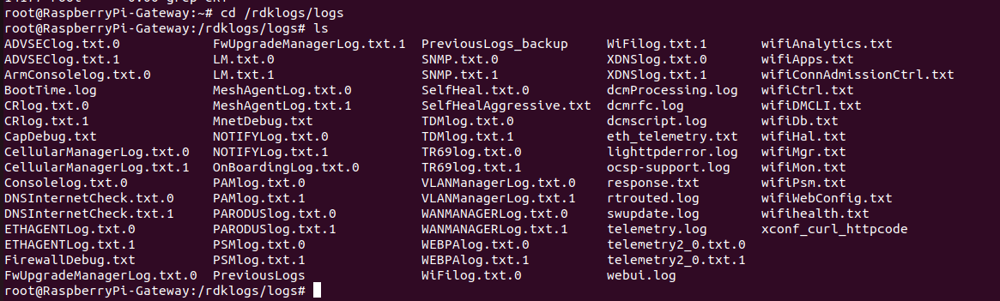 root@RaspberryPi-Gateway:~# cd /rdklogs/logs
root@RaspberryPi-Gateway:/rdklogs/logs# ls
ADVSEClog.txt.0 FwUpgradeManagerLog.txt.1 PreviousLogs_backup WiFilog.txt.1 wifiAnalytics.txt
ADVSEClog.txt.1 LM.txt.0 SNMP.txt.0 XDNSlog.txt.0 wifiApps.txt
ArmConsolelog.txt.0 LM.txt.1 SNMP.txt.1 XDNSlog.txt.1 wifiConnAdmissionCtrl.txt
BootTime.log MeshAgentLog.txt.0 SelfHeal.txt.0 dcmProcessing.log wifiCtrl.txt
CRlog.txt.0 MeshAgentLog.txt.1 SelfHealAggressive.txt dcmrfc.log wifiDMCLI.txt
CRlog.txt.1 MnetDebug.txt TDMlog.txt.0 dcmscript.log wifiDb.txt
CapDebug.txt NOTIFYLog.txt.0 TDMlog.txt.1 eth_telemetry.txt wifiHal.txt
CellularManagerLog.txt.0 NOTIFYLog.txt.1 TR69log.txt.0 lighttpderror.log wifiMgr.txt
CellularManagerLog.txt.1 OnBoardingLog.txt.0 TR69log.txt.1 ocsp-support.log wifiMon.txt
Consolelog.txt.0 PAMlog.txt.0 VLANManagerLog.txt.0 response.txt wifiPsm.txt
DNSInternetCheck.txt.0 PAMlog.txt.1 VLANManagerLog.txt.1 rtrouted.log wifiWebConfig.txt
DNSInternetCheck.txt.1 PARODUSlog.txt.0 WANMANAGERLog.txt.0 swupdate.log wifihealth.txt
ETHAGENTLog.txt.0 PARODUSlog.txt.1 WANMANAGERLog.txt.1 telemetry.log xconf_curl_httpcode
ETHAGENTLog.txt.1 PSMlog.txt.0 WEBPAlog.txt.0 telemetry2_0.txt.0
FirewallDebug.txt PSMlog.txt.1 WEBPAlog.txt.1 telemetry2_0.txt.1
FwUpgradeManagerLog.txt.0 PreviousLogs WiFilog.txt.0 webui.log
root@RaspberryPi-Gateway:/rdklogs/logs#